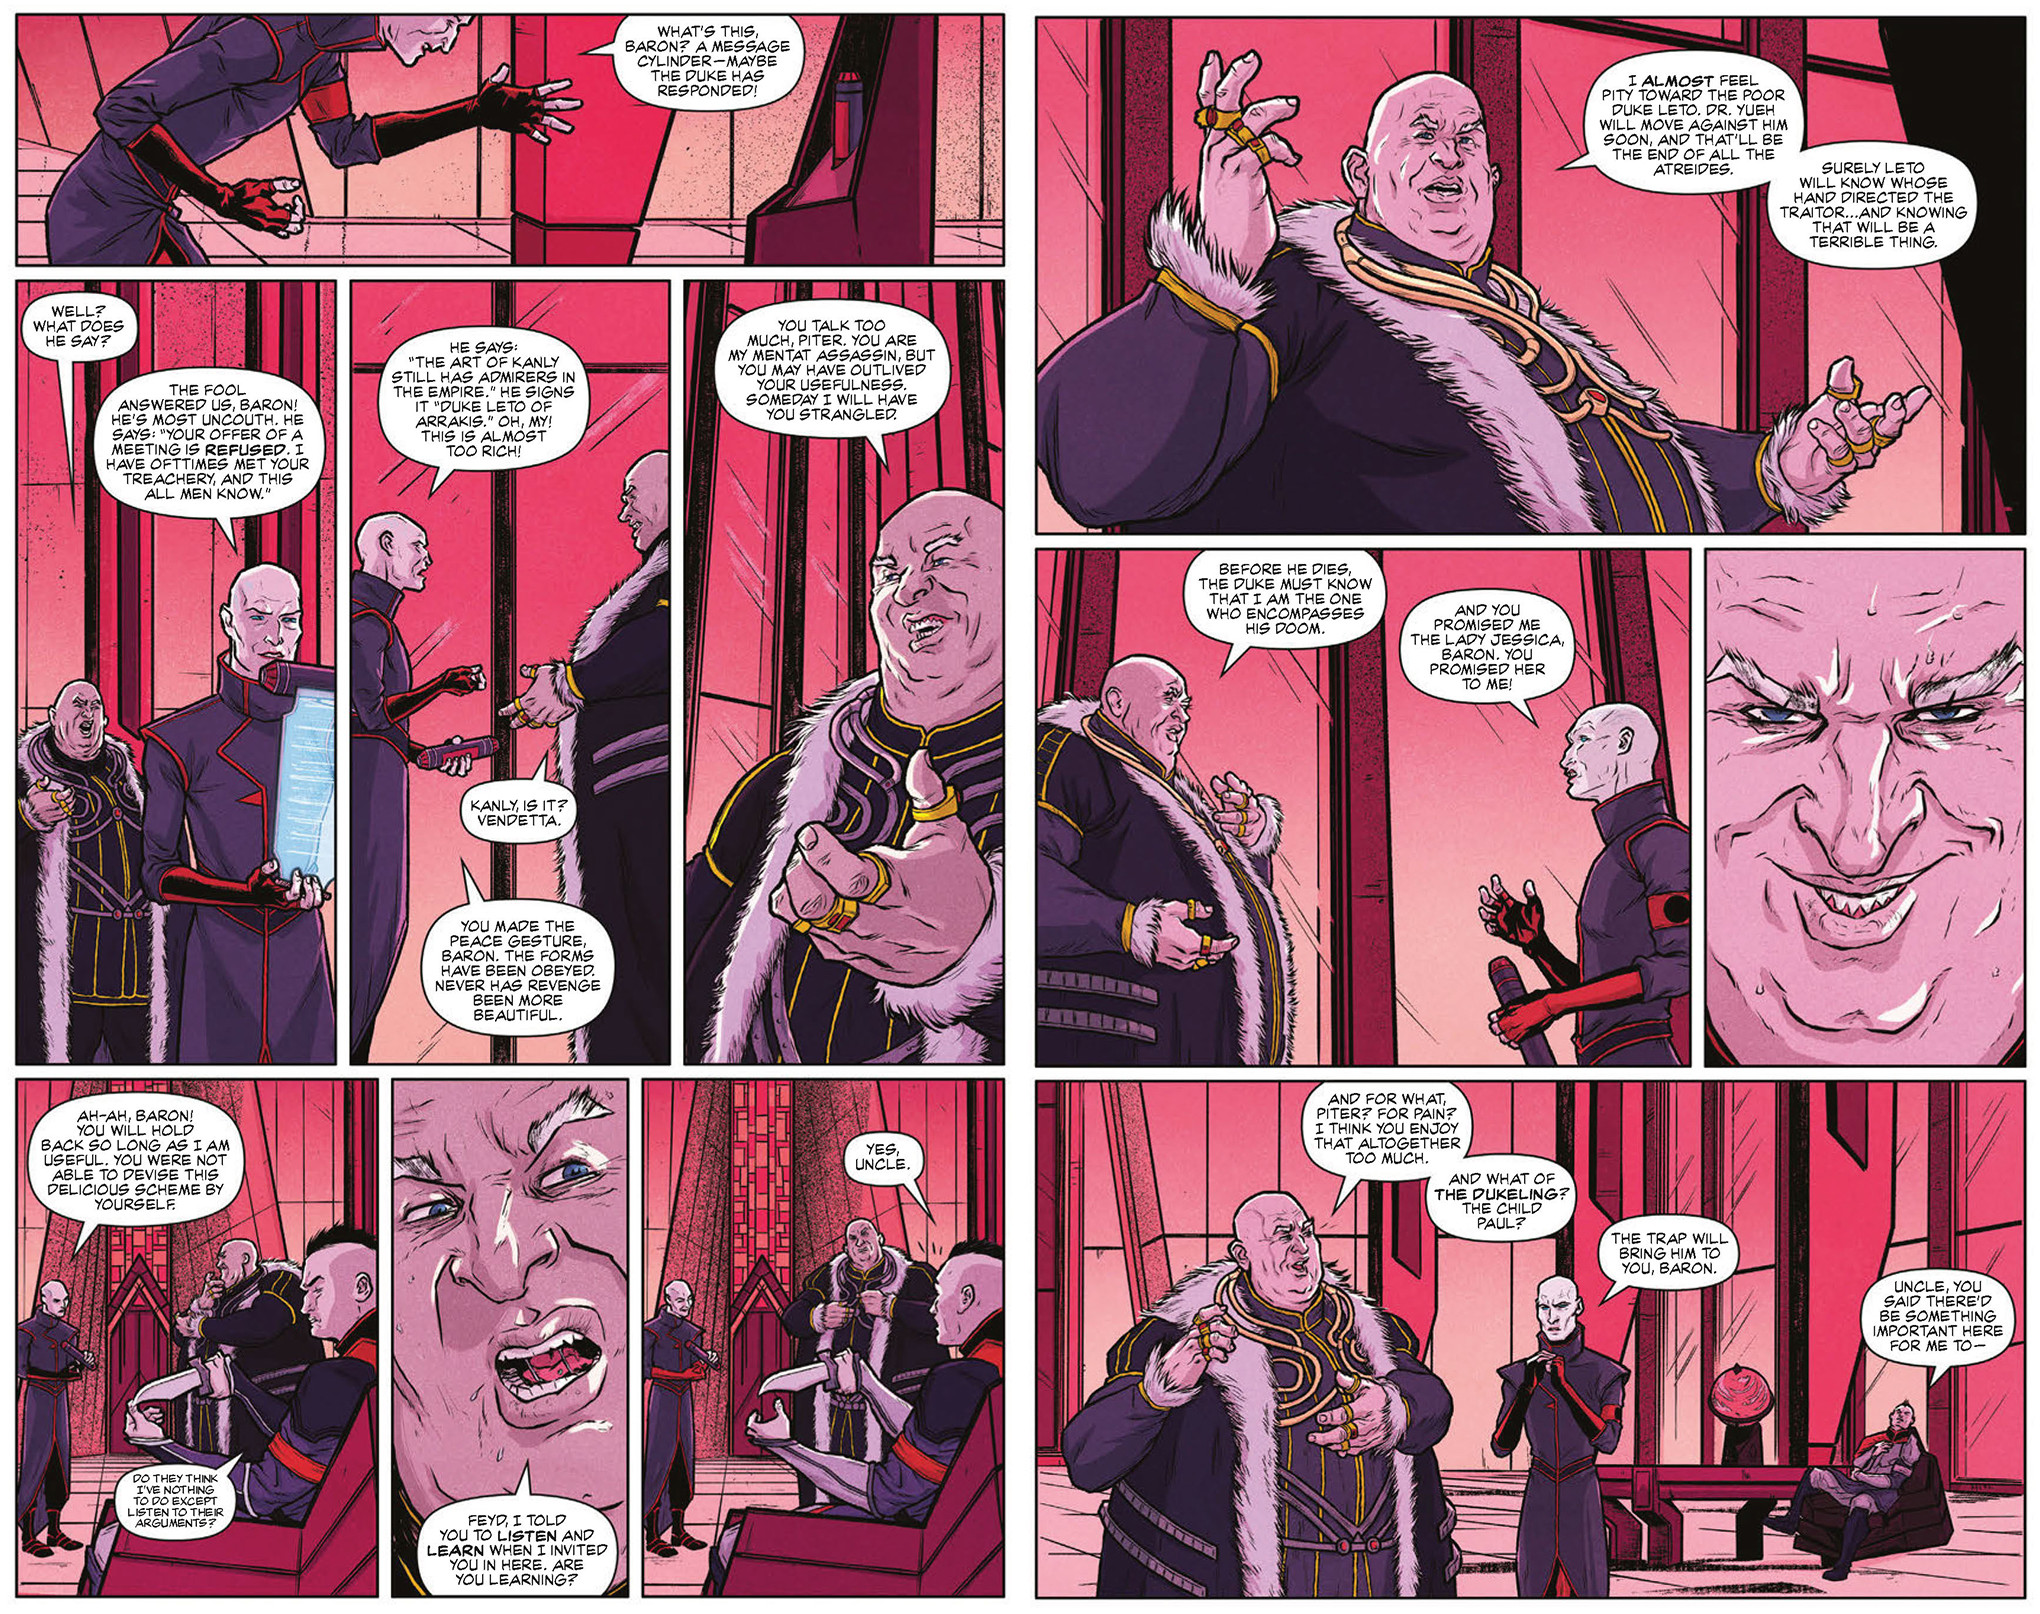 WHAT'S THIS,
BARON? A MESSAGE
CYLINDER—MAYBE
THE DUKE HAS
RESPONDED!
WELL?
WHAT DOES
HE SAY?
THE FOOL
ANSWERED US, BARON!
HE'S MOST UNCOUTH. HE
SAYS: "YOUR OFFER OF A
MEETING IS REFUSED. I
HAVE OFTTIMES MET YOUR
TREACHERY, AND THIS
ALL MEN KNOW."
HE SAYS:
"THE ART OF KANLY
STILL HAS ADMIRERS IN
THE EMPIRE." HE SIGNS
IT "DUKE LETO OF
ARRAKIS." OH, MY!
THIS IS ALMOST
TOO RICH!
KANLY, IS IT?
VENDETTA.
YOU MADE THE
PEACE GESTURE,
BARON. THE FORMS
HAVE BEEN OBEYED.
NEVER HAS REVENGE
BEEN MORE
BEAUTIFUL.
YOU TALK TOO
MUCH, PITER. YOU ARE
MY MENTAT ASSASSIN, BUT
YOU MAY HAVE OUTLIVED
YOUR USEFULNESS.
SOMEDAY I WILL HAVE
YOU STRANGLED.
AH-AH, BARON!
YOU WILL HOLD
BACK SO LONG AS I AM
USEFUL. YOU WERE NOT
ABLE TO DEVISE THIS
DELICIOUS SCHEME BY
YOURSELF.
DO THEY THINK
I'VE NOTHING
TO DO EXCEPT
LISTEN TO THEIR
ARGUMENTS?
FEYD, I TOLD
YOU TO LISTEN AND
LEARN WHEN I INVITED
YOU IN HERE. ARE
YOU LEARNING?
YES,
UNCLE.
I ALMOST FEEL
PITY TOWARD THE POOR
DUKE LETO. DR. YUEH
WILL MOVE AGAINST HIM
SOON, AND THAT'LL BE
THE END OF ALL THE
ATREIDES.
SURELY LETO
WILL KNOW WHOSE
HAND DIRECTED THE
TRAITOR...AND KNOWING
THAT WILL BE A
TERRIBLE THING.
BEFORE HE DIES,
THE DUKE MUST KNOW
THAT I AM THE ONE
WHO ENCOMPASSES
HIS DOOM.
AND YOU
PROMISED ME
THE LADY JESSICA,
BARON. YOU
PROMISED HER
TO ME!
AND FOR WHAT,
PITER? FOR PAIN?
I THINK YOU ENJOY
THAT ALTOGETHER
TOO MUCH.
AND WHAT OF
THE DUKELING?
THE CHILD
PAUL?
THE TRAP WILL
BRING HIM TO
YOU, BARON.
UNCLE, YOU
SAID THERE'D
BE SOMETHING
IMPORTANT HERE
FOR ME TO—